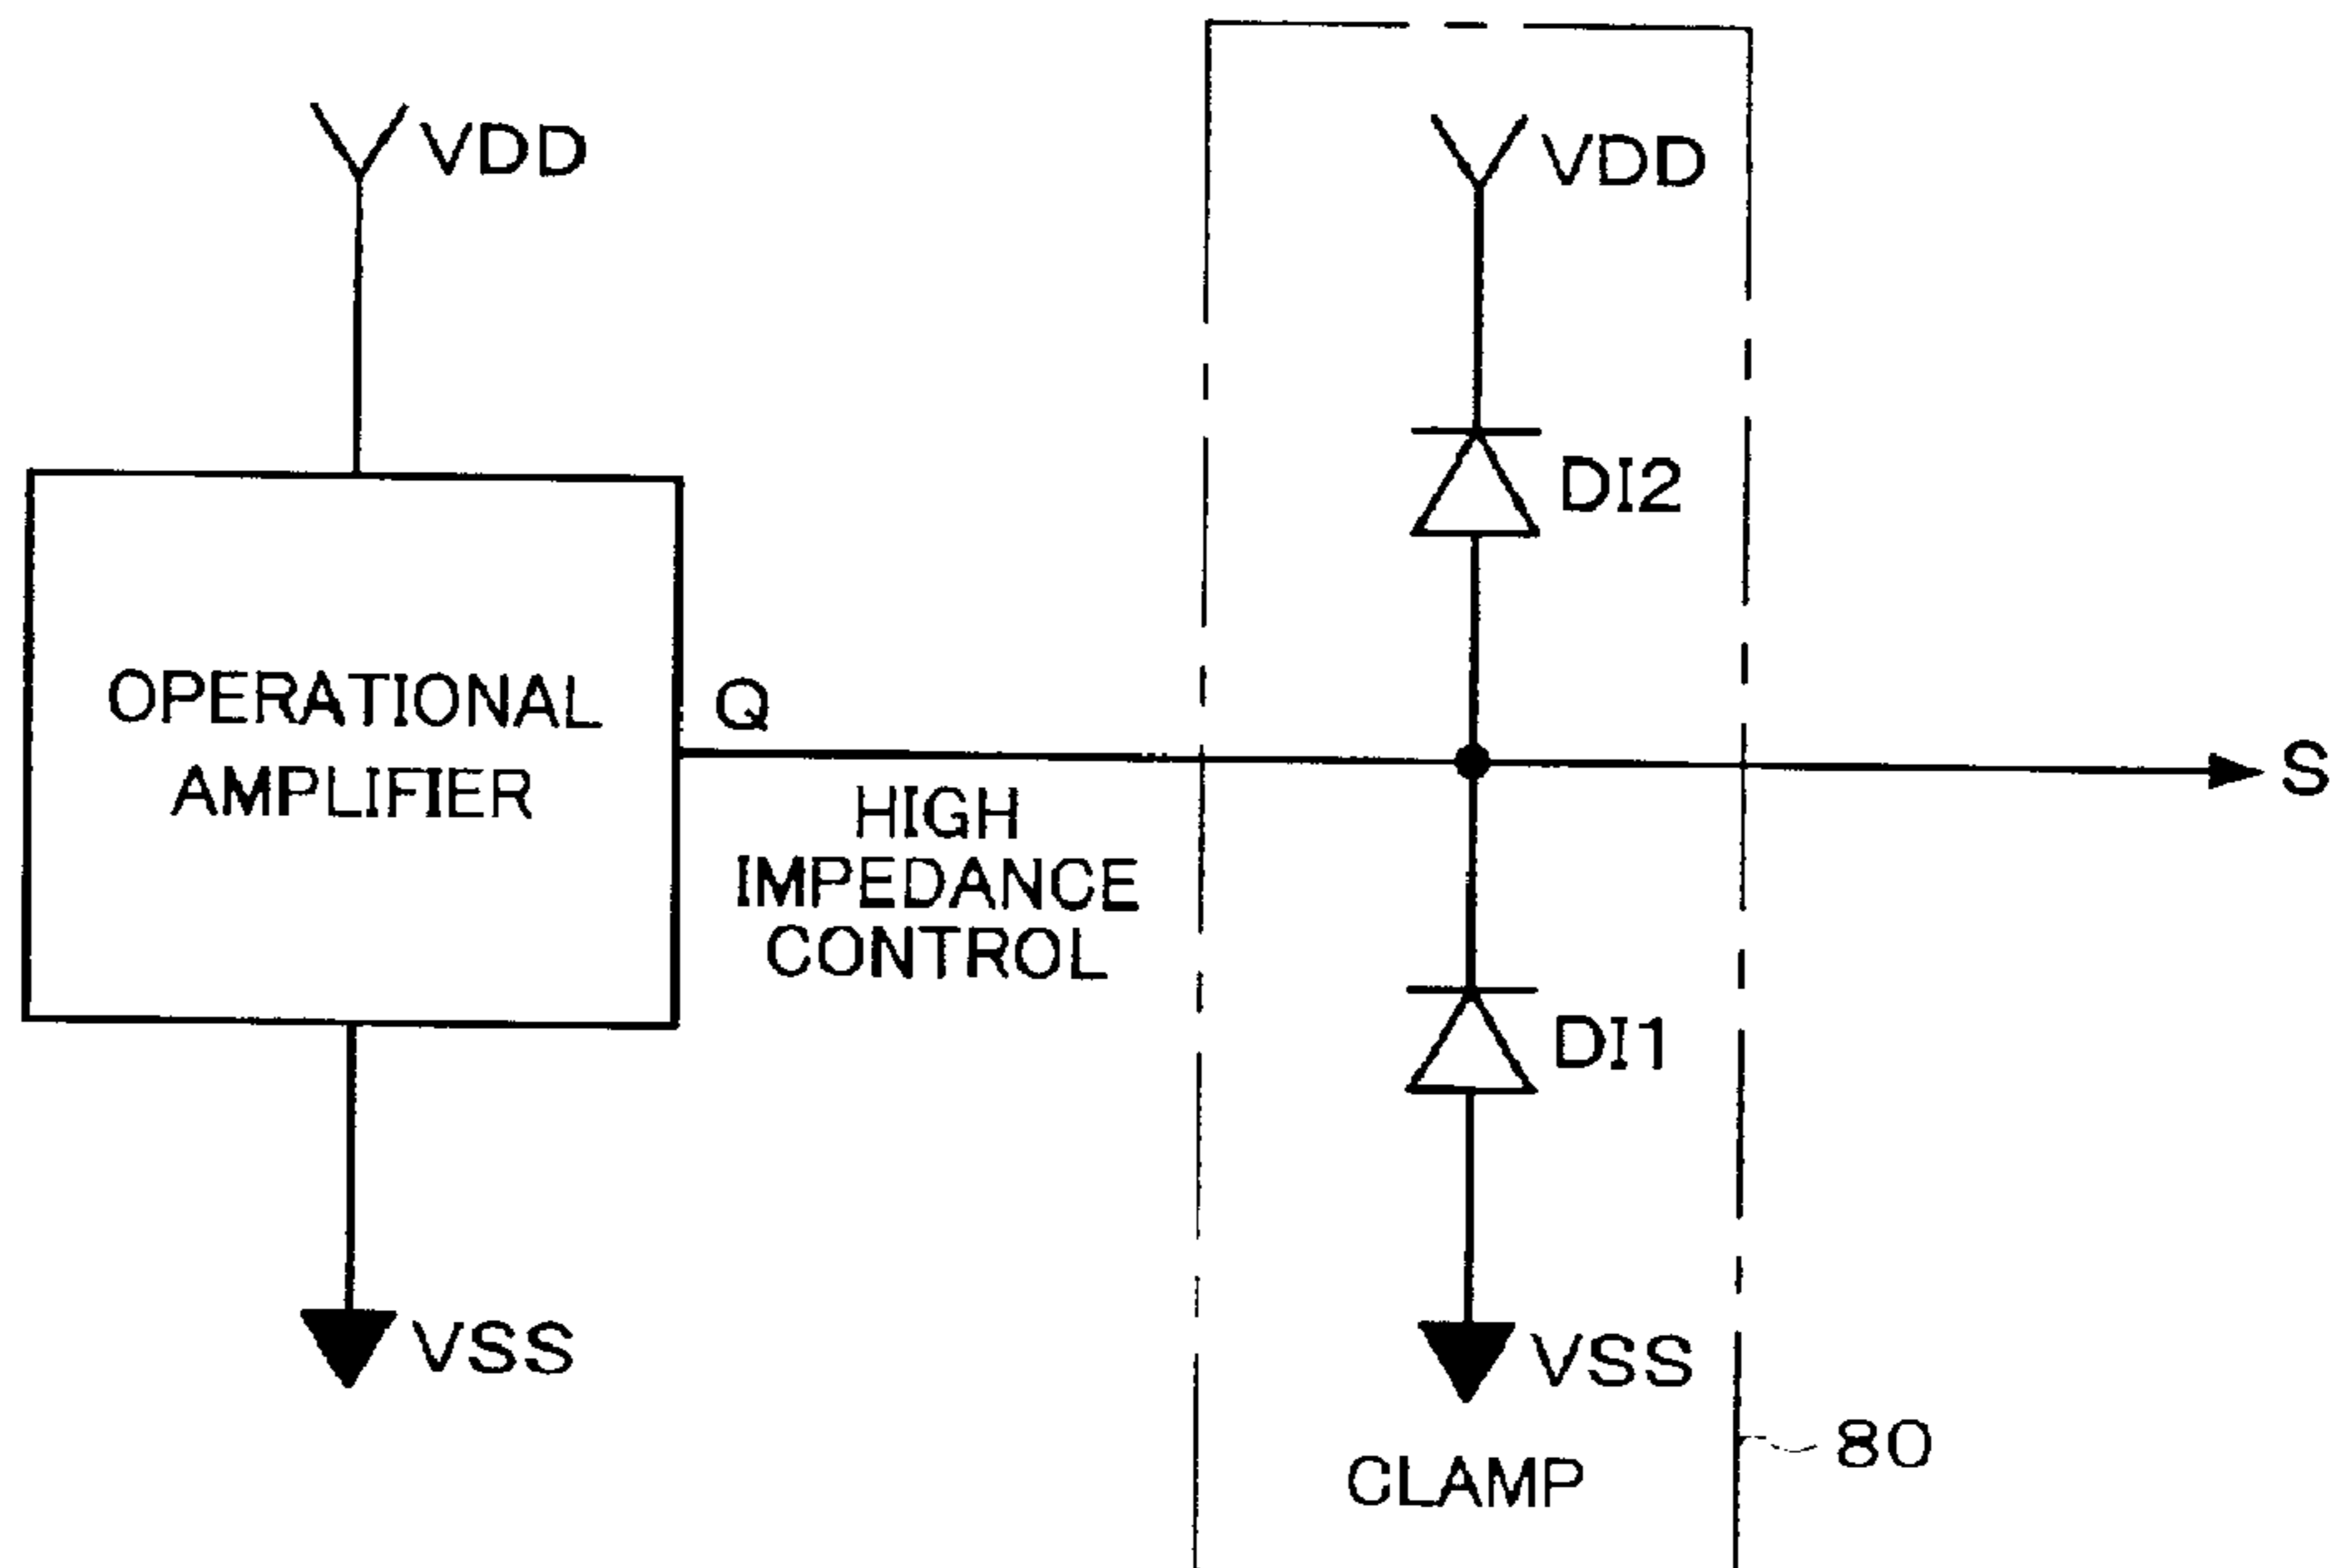 VDD
VDD
DI2
OPERATIONAL
AMPLIFIER
Q
S
HIGH
IMPEDANCE
CONTROL
DI1
VSS
VSS
80
CLAMP